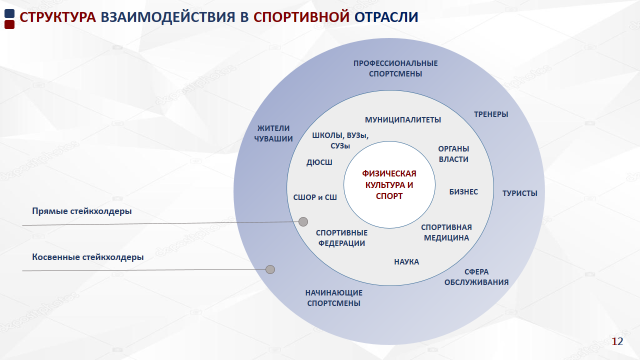 СТРУКТУРА ВЗАИМОДЕЙСТВИЯ В СПОРТИВНОЙ ОТРАСЛИ
ПРОФЕССИОНАЛЬНЫЕ
СПОРТСМЕНЫ
ТРЕНЕРЫ
ТУРИСТЫ
СФЕРА
ОБСЛУЖИВАНИЯ
НАЧИНАЮЩИЕ
СПОРТСМЕНЫ
ЖИТЕЛИ
ЧУВАШИИ
МУНИЦИПАЛИТЕТЫ
ОРГАНЫ
ВЛАСТИ
БИЗНЕС
СПОРТИВНАЯ
МЕДИЦИНА
НАУКА
СПОРТИВНЫЕ
ФЕДЕРАЦИИ
СШОР и СШ
ДЮСШ
ШКОЛЫ, ВУЗы,
СУЗы
ФИЗИЧЕСКАЯ
КУЛЬТУРА И
СПОРТ
Прямые стейкхолдеры
Косвенные стейкхолдеры
12